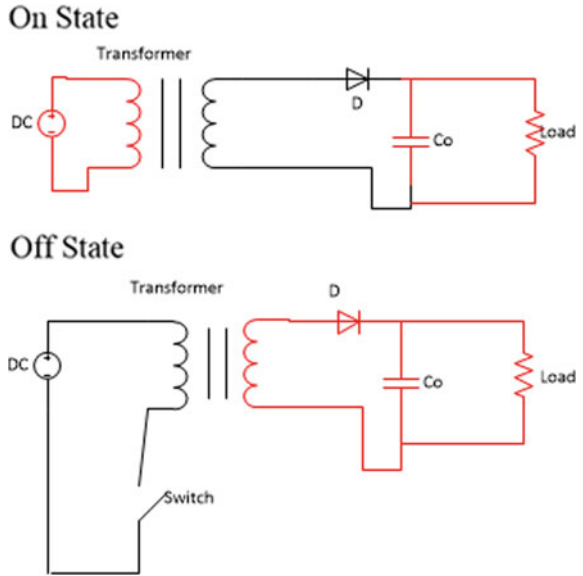 On State
Transformer
DC
D
Co
Load
Off State
Transformer
D
DC
Co
Load
Switch